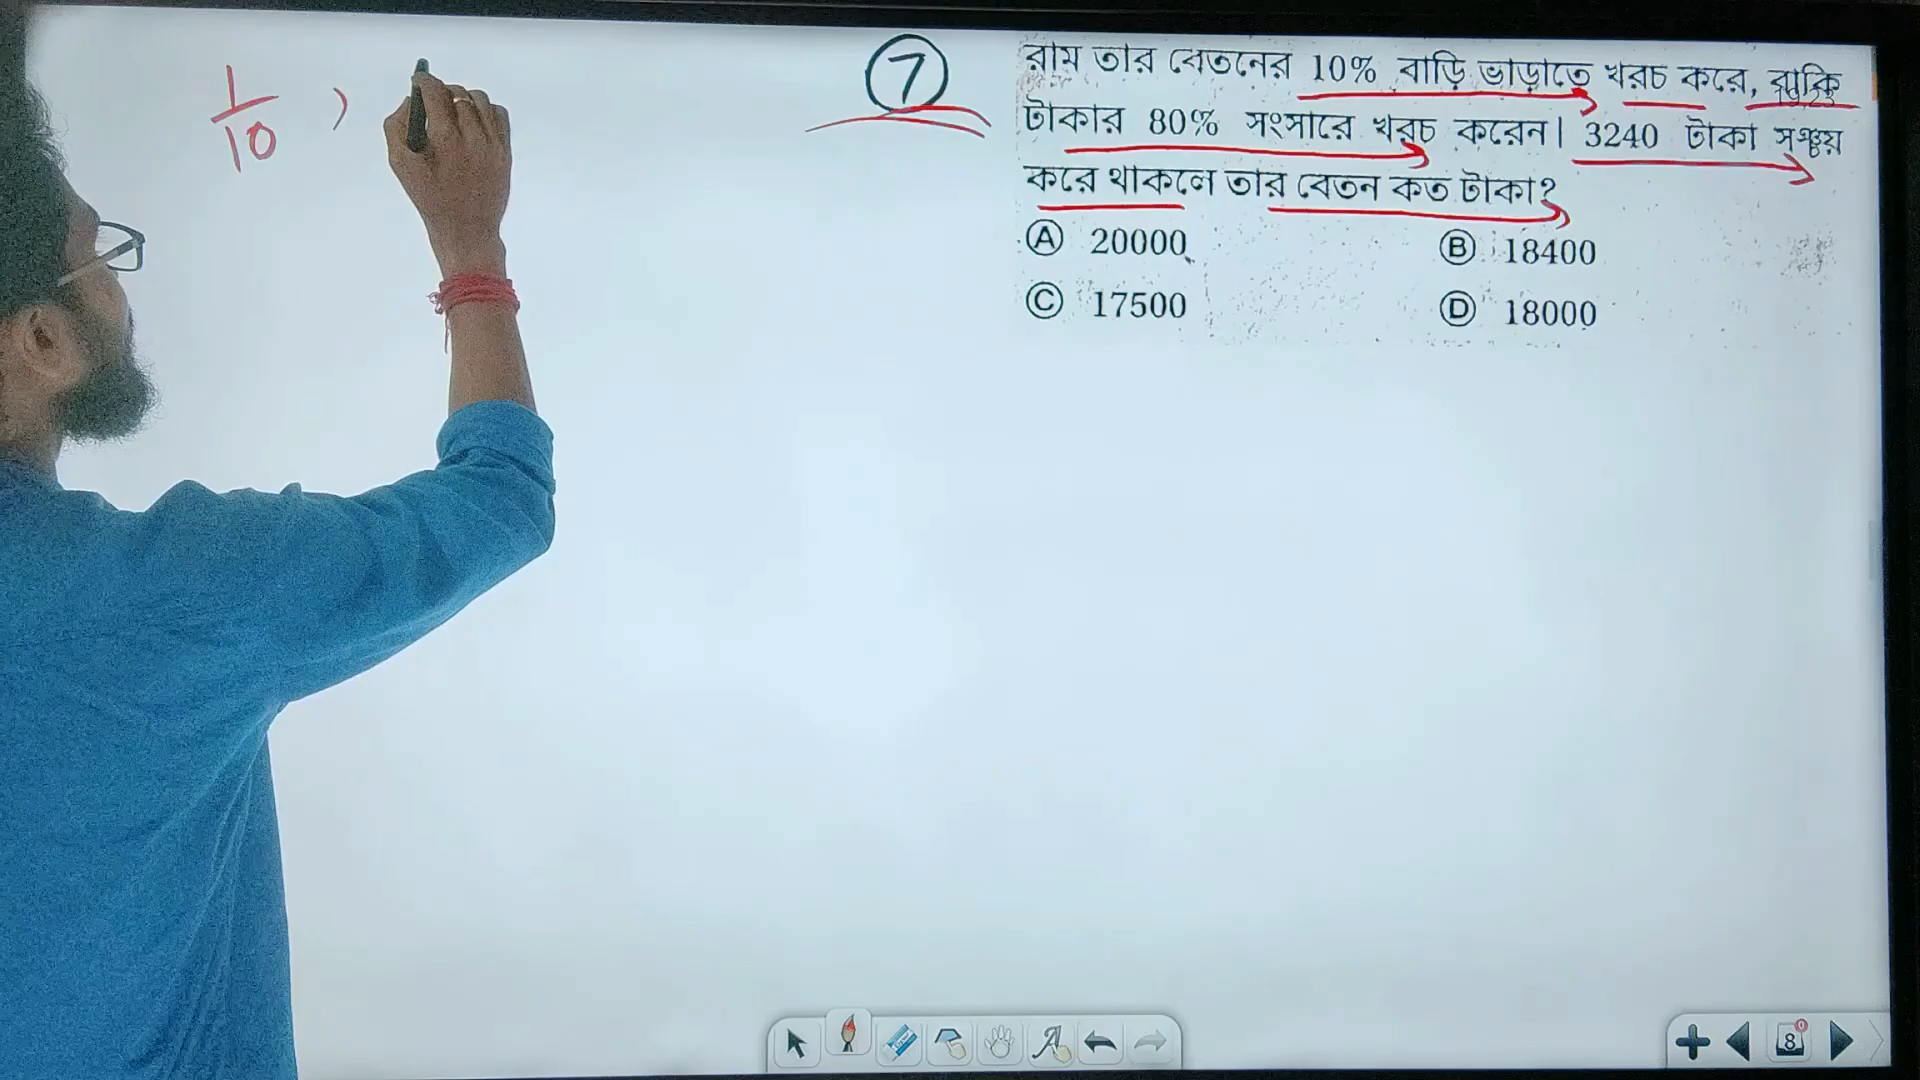 1/10 ,
7
রাম তার বেতনের 10% বাড়ি ভাড়াতে খরচ করে, বাকি
টাকার 80% সংসারে খরচ করেন। 3240 টাকা সঞ্চয়
করে থাকলে তার বেতন কত টাকা?
Ⓐ 20000 Ⓑ 18400
Ⓒ 17500 Ⓓ 18000
8